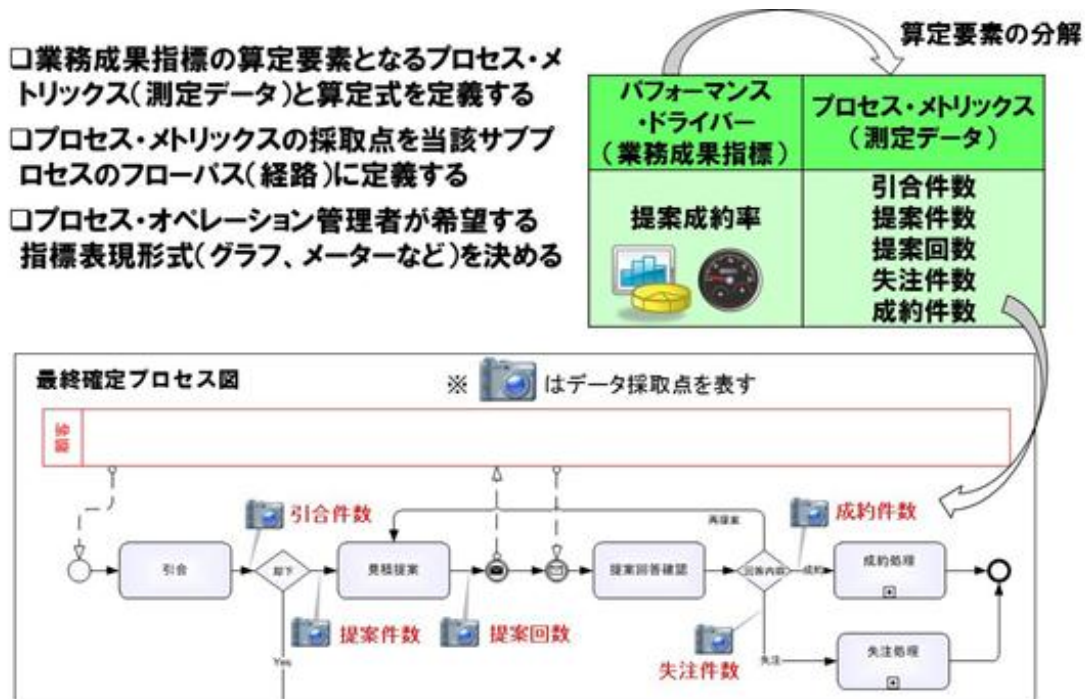 算定要素の分解
❑業務成果指標の算定要素となるプロセス・メ
トリックス(測定データ)と算定式を定義する
❑プロセス・メトリックスの採取点を当該サブプ
ロセスのフローパス(経路)に定義する
❑プロセス・オペレーション管理者が希望する
指標表現形式(グラフ、メーターなど)を決める
パフォーマンス
・ドライバー
(業務成果指標)
プロセス・メトリックス
(測定データ)
提案成約率
引合件数
提案件数
提案回数
失注件数
成約件数
最終確定プロセス図
※ はデータ採取点を表す
顧客
引合件数
再提案
成約件数
引合
却下
見積提案
提案回答確認
回答内容
成約
成約処理
提案件数
提案回数
失注件数
Yes
失注
失注処理